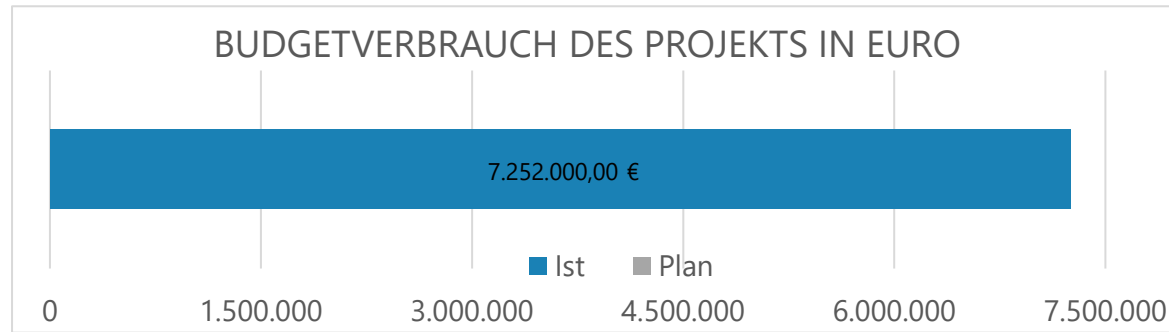 BUDGETVERBRAUCH DES PROJEKTS IN EURO
7.252.000,00 €
Ist Plan
0 1.500.000 3.000.000 4.500.000 6.000.000 7.500.000